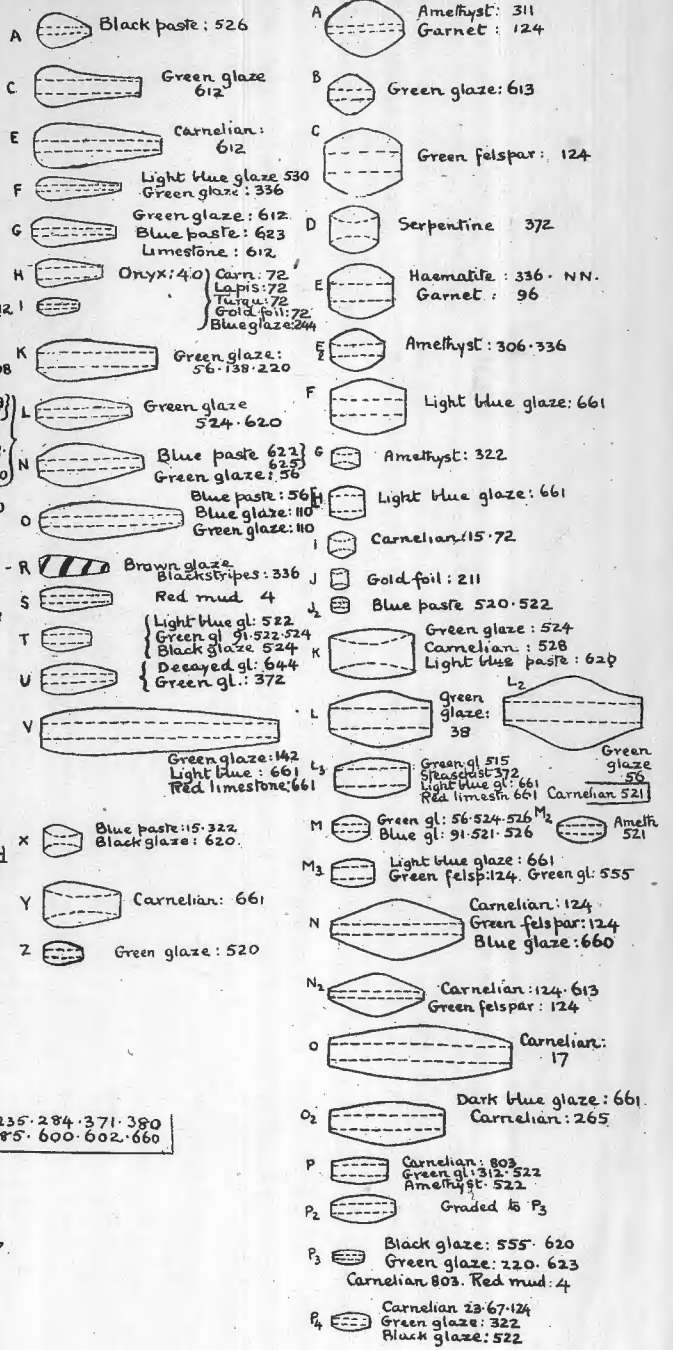 A Black paste: 526
C Green glaze
612
E Carnelian:
612
F Light blue glaze 530
Green glaze: 336
G Green glaze: 612.
Blue paste: 623
Limestone: 612
H Onyx: 40
12 I
Carn: 72
Lapis: 72
Turqu: 72
Gold foil: 72
Blue glaze: 244
K Green glaze:
56·138·220
L Green glaze
524·620
N Blue paste 622
625
Green glaze: 56
O Blue paste: 56
Blue glaze: 110
Green glaze: 110
R Brown glaze
Black stripes: 336
S Red mud 4
T Light blue gl: 522
Green gl 91·522·524
Black glaze 524
U Decayed gl: 644
Green gl.: 372
V
Green glaze: 142
Light blue: 661
Red limestone: 661
X Blue paste: 15·322
Black glaze: 620.
Y Carnelian: 661
Z Green glaze: 520
235·284·371·380
85·600·602·660
A Amethyst: 311
Garnet: 124
B Green glaze: 613
C Green felspar: 124
D Serpentine 372
E Haematite: 336· NN.
Garnet: 96
E2 Amethyst: 306·336
F Light blue glaze: 661
G Amethyst: 322
H Light blue glaze: 661
I Carnelian: 15·72
J Gold foil: 211
J2 Blue paste 520·522
K Green glaze: 524
Carnelian: 528
Light blue paste: 620
L green
glaze:
38
L2
Green
glaze
56
Carnelian 521
L3 Green gl 515
Steaschist 372
Light blue gl: 661
Red limestn 661
M Green gl: 56·524·526
Blue gl: 91·521·526
M2 Ameth
521
M3 Light blue glaze: 661
Green felsp: 124. Green gl: 555
N Carnelian: 124
Green felspar: 124
Blue glaze: 660
N2 Carnelian: 124·613
Green felspar: 124
O Carnelian:
17
O2 Dark blue glaze: 661.
Carnelian: 265
P Carnelian: 803
Green gl: 312·522
Amethyst· 522
P2 Graded to P3
P3 Black glaze: 555· 620
Green glaze: 220· 623
Carnelian 803. Red mud: 4
P4 Carnelian 23·67·124
Green glaze: 322
Black glaze: 522